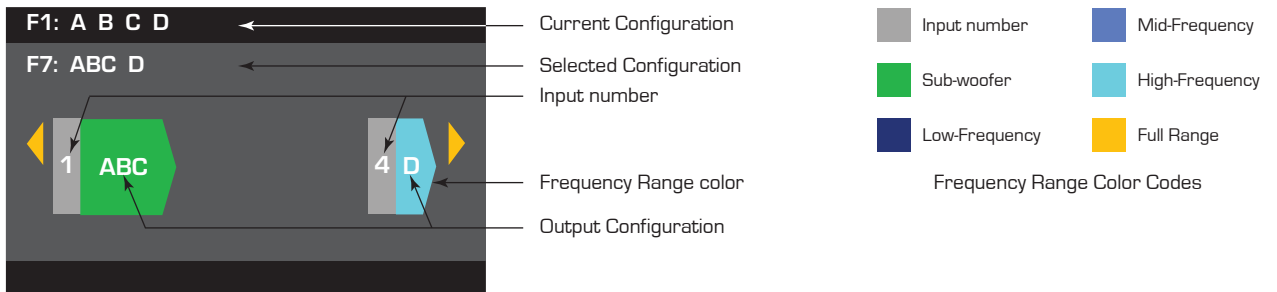 F1: A B C D
Current Configuration
F7: ABC D
Selected Configuration
Input number
1
ABC
4
D
Frequency Range color
Output Configuration
Input number
Mid-Frequency
Sub-woofer
High-Frequency
Low-Frequency
Full Range
Frequency Range Color Codes